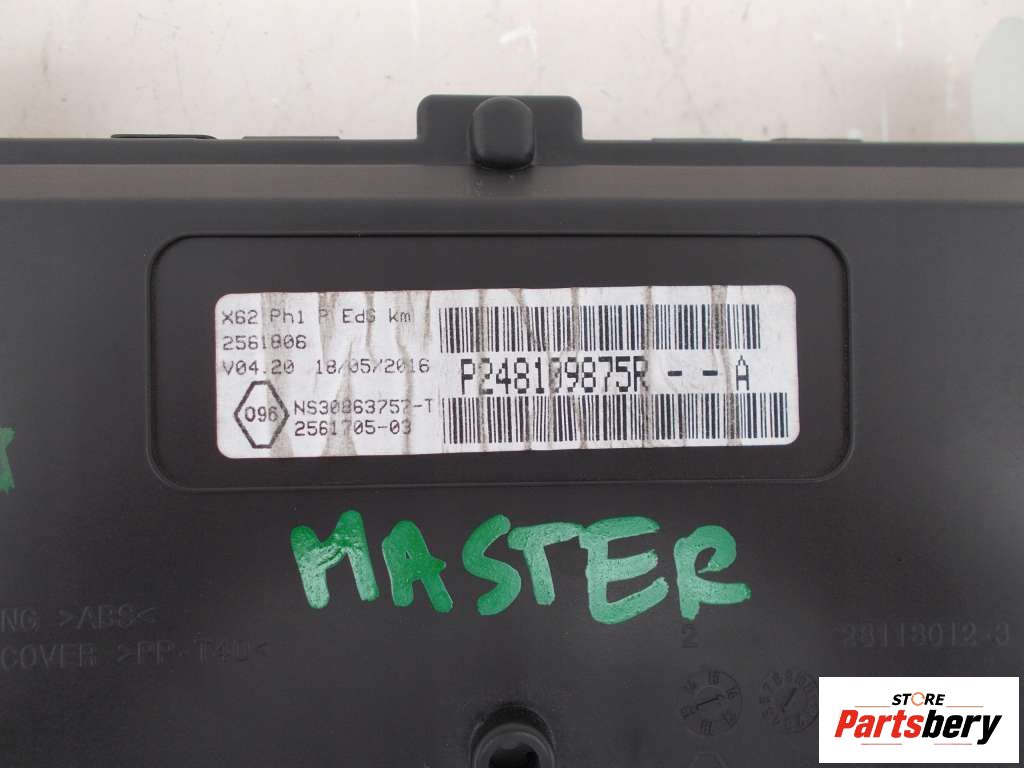 X62 Ph1 P EdS km
2561806
V04.20 18/05/2016
P248109875R--A
096
NS30863757-T
2561705-03
MASTER
NG >ABS<
COVER >PP T40<
2
28118012-3
STORE
Partsbery